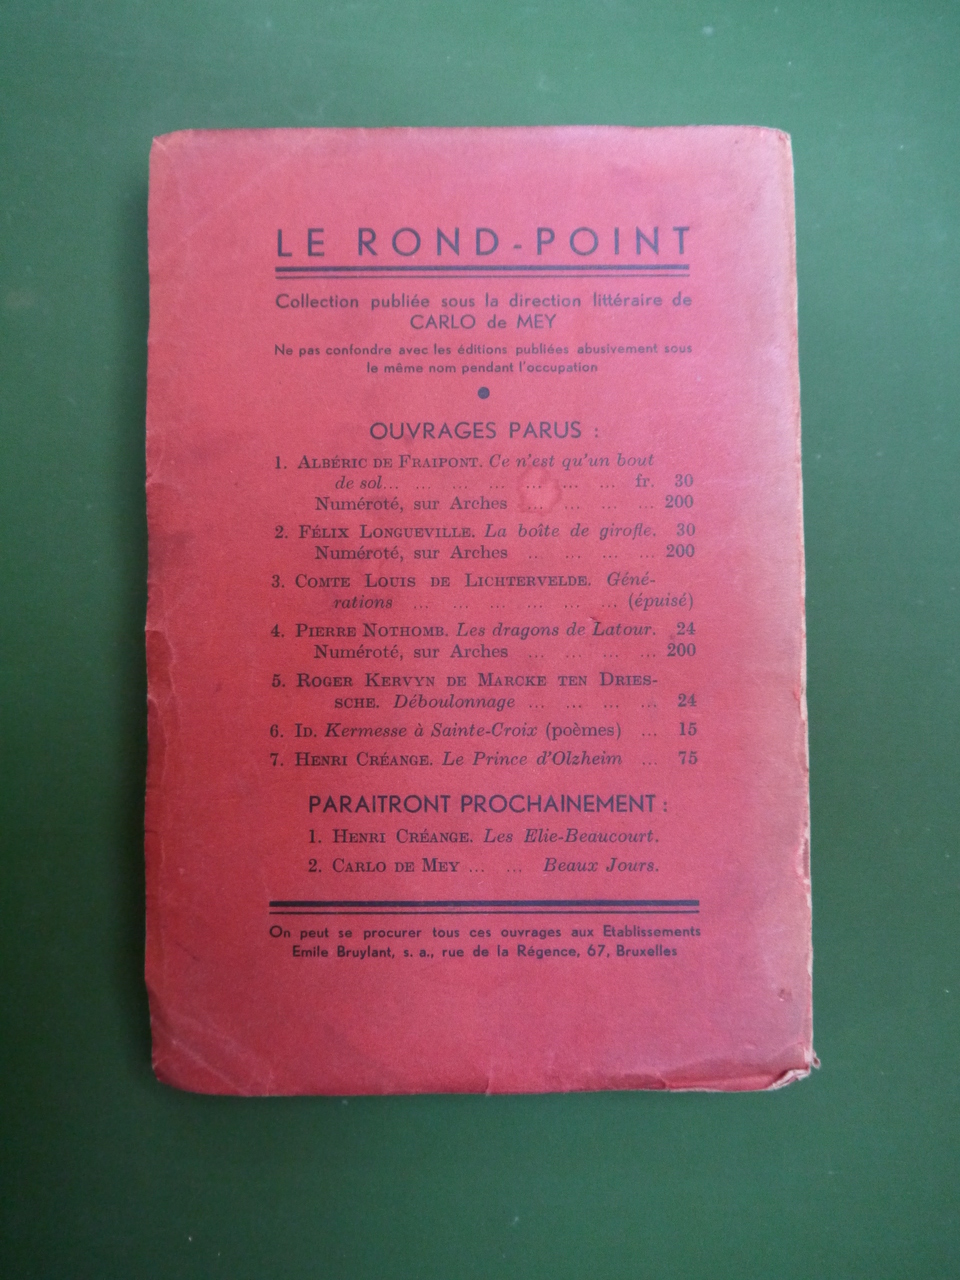 LE ROND-POINT
Collection publiée sous la direction littéraire de
CARLO de MEY
Ne pas confondre avec les éditions publiées abusivement sous
le même nom pendant l'occupation
●
OUVRAGES PARUS :
1. ALBÉRIC DE FRAIPONT. Ce n'est qu'un bout
de sol... ... ... ... ... ... ... fr. 30
Numéroté, sur Arches ... ... ... ... 200
2. FÉLIX LONGUEVILLE. La boîte de girofle. 30
Numéroté, sur Arches ... ... ... ... 200
3. COMTE LOUIS DE LICHTERVELDE. Géné-
rations ... ... ... ... ... ... (épuisé)
4. PIERRE NOTHOMB. Les dragons de Latour. 24
Numéroté, sur Arches ... ... ... ... 200
5. ROGER KERVYN DE MARCKE TEN DRIES-
SCHE. Déboulonnage ... ... ... ... 24
6. ID. Kermesse à Sainte-Croix (poèmes) ... 15
7. HENRI CRÉANGE. Le Prince d'Olzheim ... 75
PARAITRONT PROCHAINEMENT :
1. HENRI CRÉANGE. Les Elie-Beaucourt.
2. CARLO DE MEY ... ... Beaux Jours.
On peut se procurer tous ces ouvrages aux Etablissements
Emile Bruylant, s. a., rue de la Régence, 67, Bruxelles